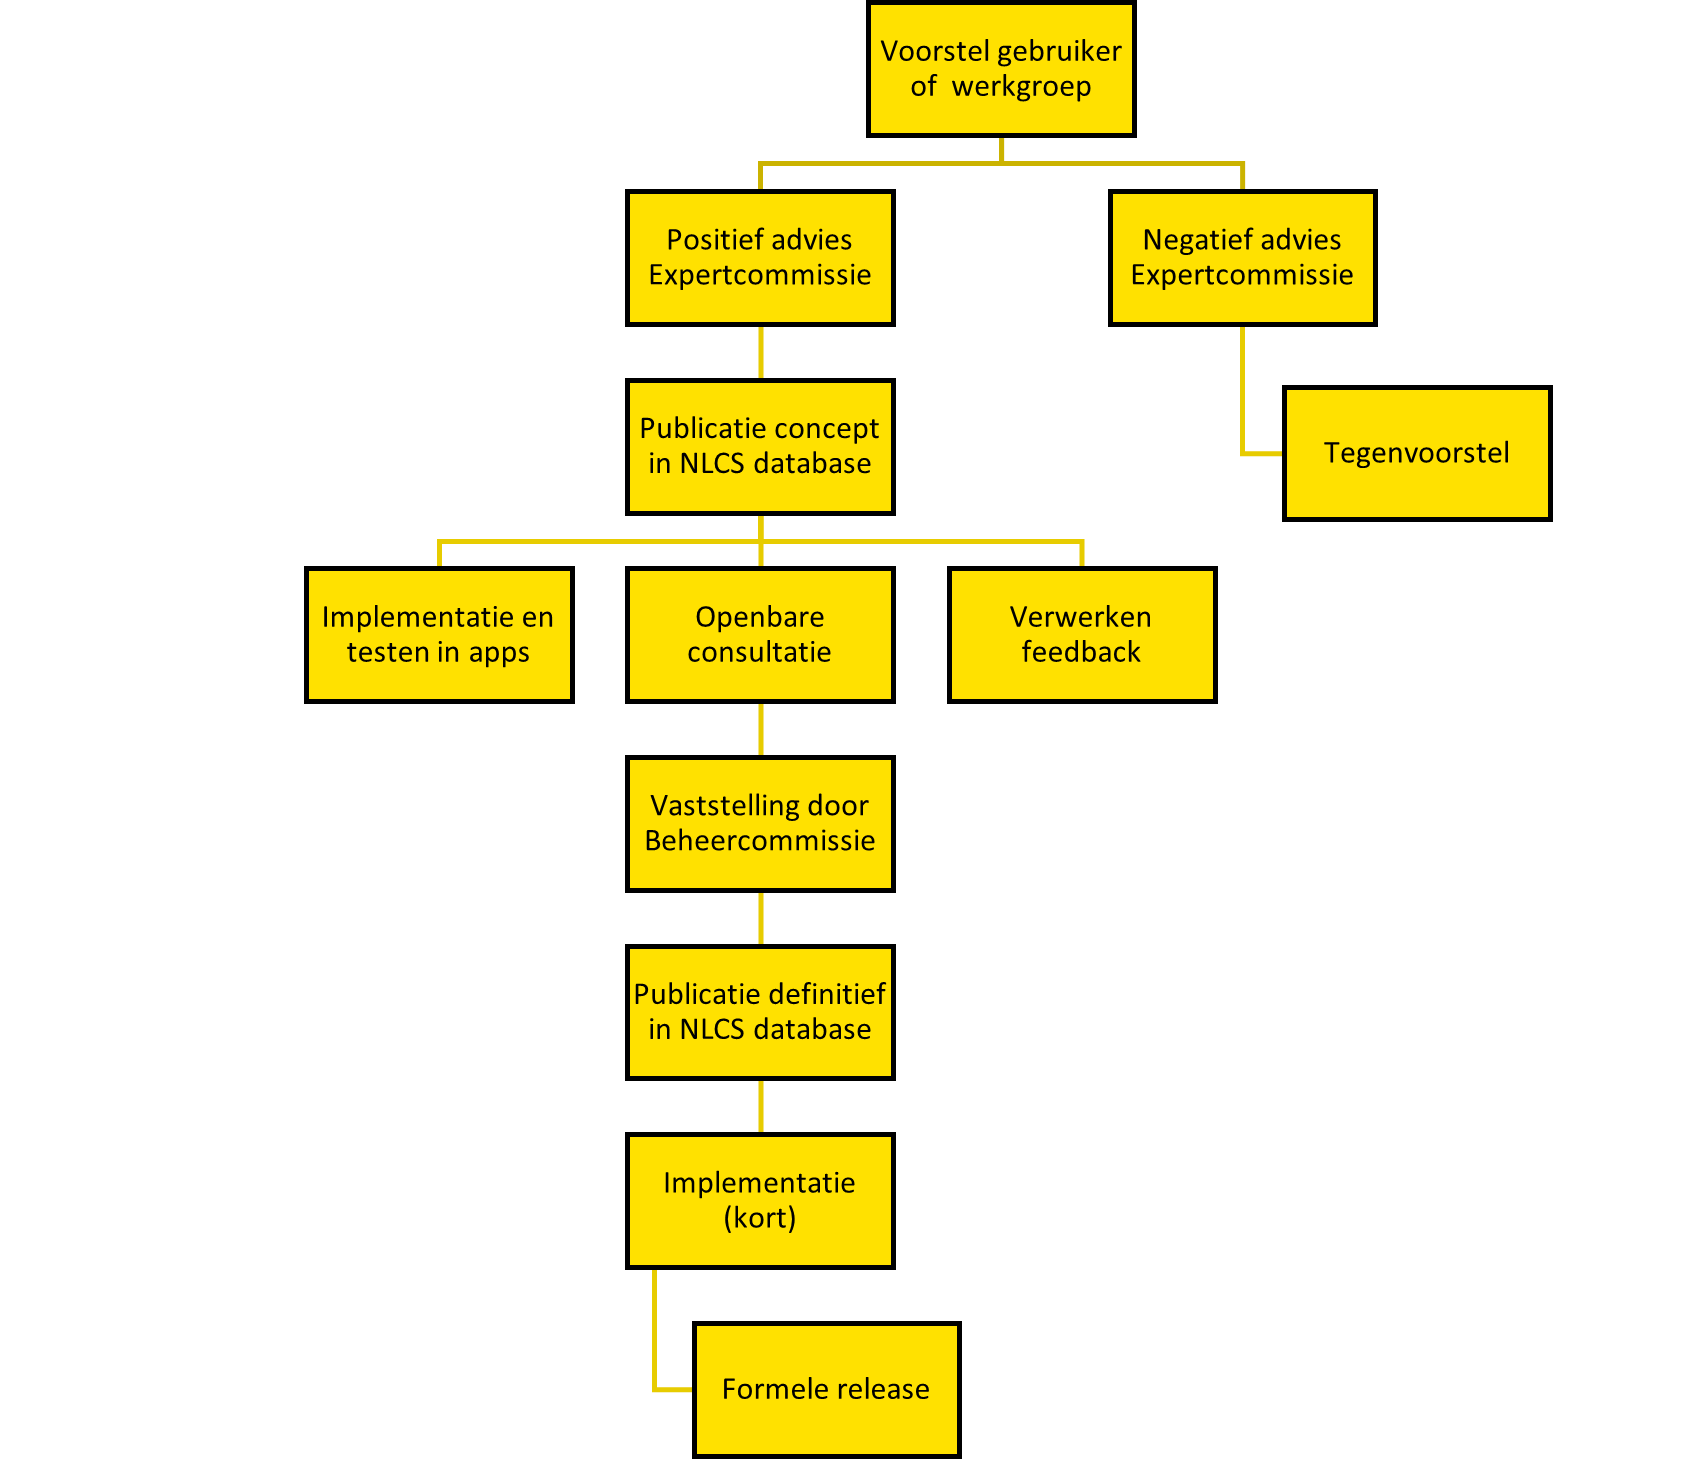 Voorstel gebruiker
of werkgroep
Positief advies
Expertcommissie
Negatief advies
Expertcommissie
Publicatie concept
in NLCS database
Tegenvoorstel
Implementatie en
testen in apps
Openbare
consultatie
Verwerken
feedback
Vaststelling door
Beheercommissie
Publicatie definitief
in NLCS database
Implementatie
(kort)
Formele release